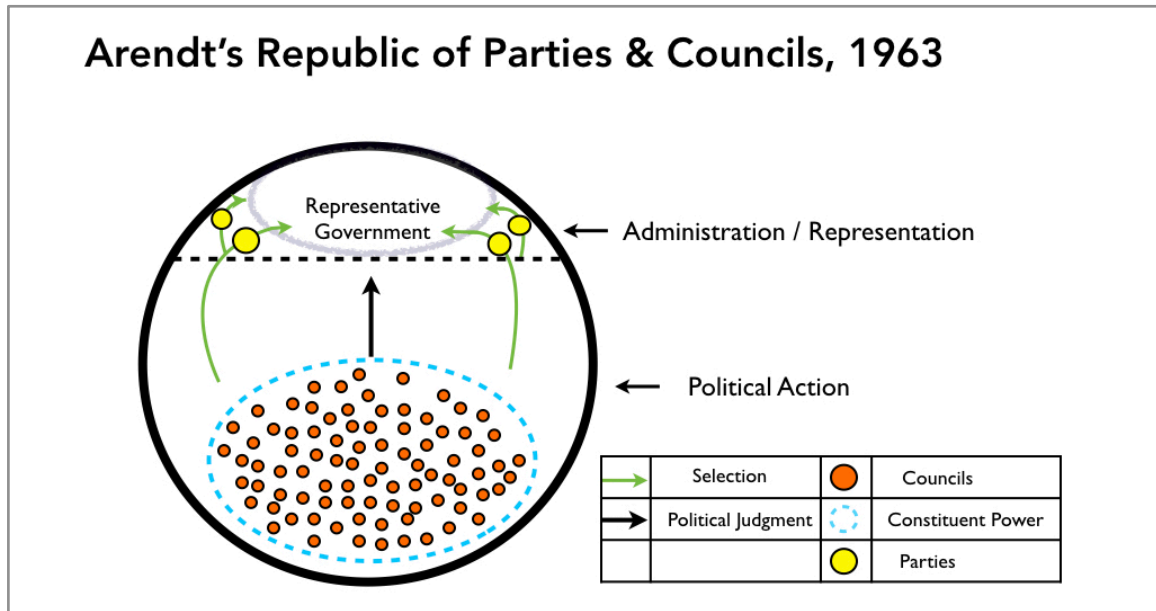 Arendt's Republic of Parties & Councils, 1963
Representative
Government
Administration / Representation
Political Action
Selection
Councils
Political Judgment
Constituent Power
Parties